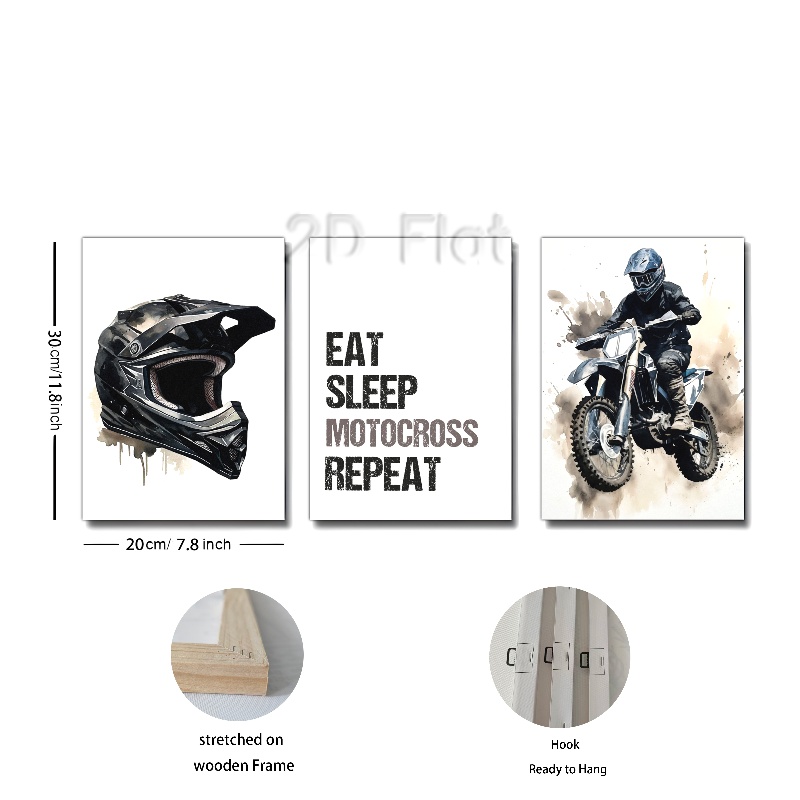 2D Flat
EAT
SLEEP
MOTOCROSS
REPEAT
30cm/11.8inch
20cm/ 7.8 inch
stretched on
wooden Frame
Hook
Ready to Hang